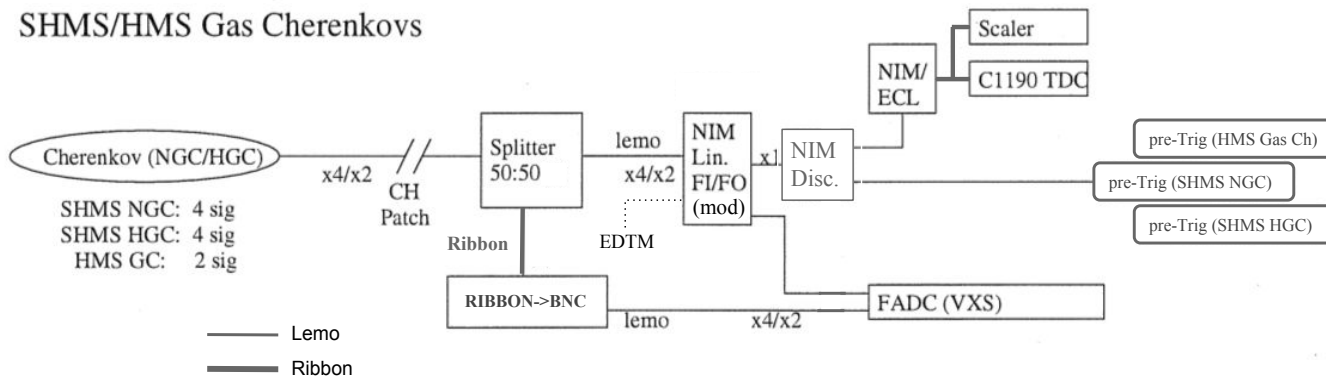 SHMS/HMS Gas Cherenkovs
Scaler
NIM/
ECL
C1190 TDC
Cherenkov (NGC/HGC)
x4/x2
CH
Patch
Splitter
50:50
lemo
x4/x2
NIM
Lin.
FI/FO
(mod)
x1
NIM
Disc.
pre-Trig (HMS Gas Ch)
pre-Trig (SHMS NGC)
pre-Trig (SHMS HGC)
SHMS NGC: 4 sig
SHMS HGC: 4 sig
HMS GC: 2 sig
Ribbon
EDTM
RIBBON->BNC
lemo
x4/x2
FADC (VXS)
Lemo
Ribbon